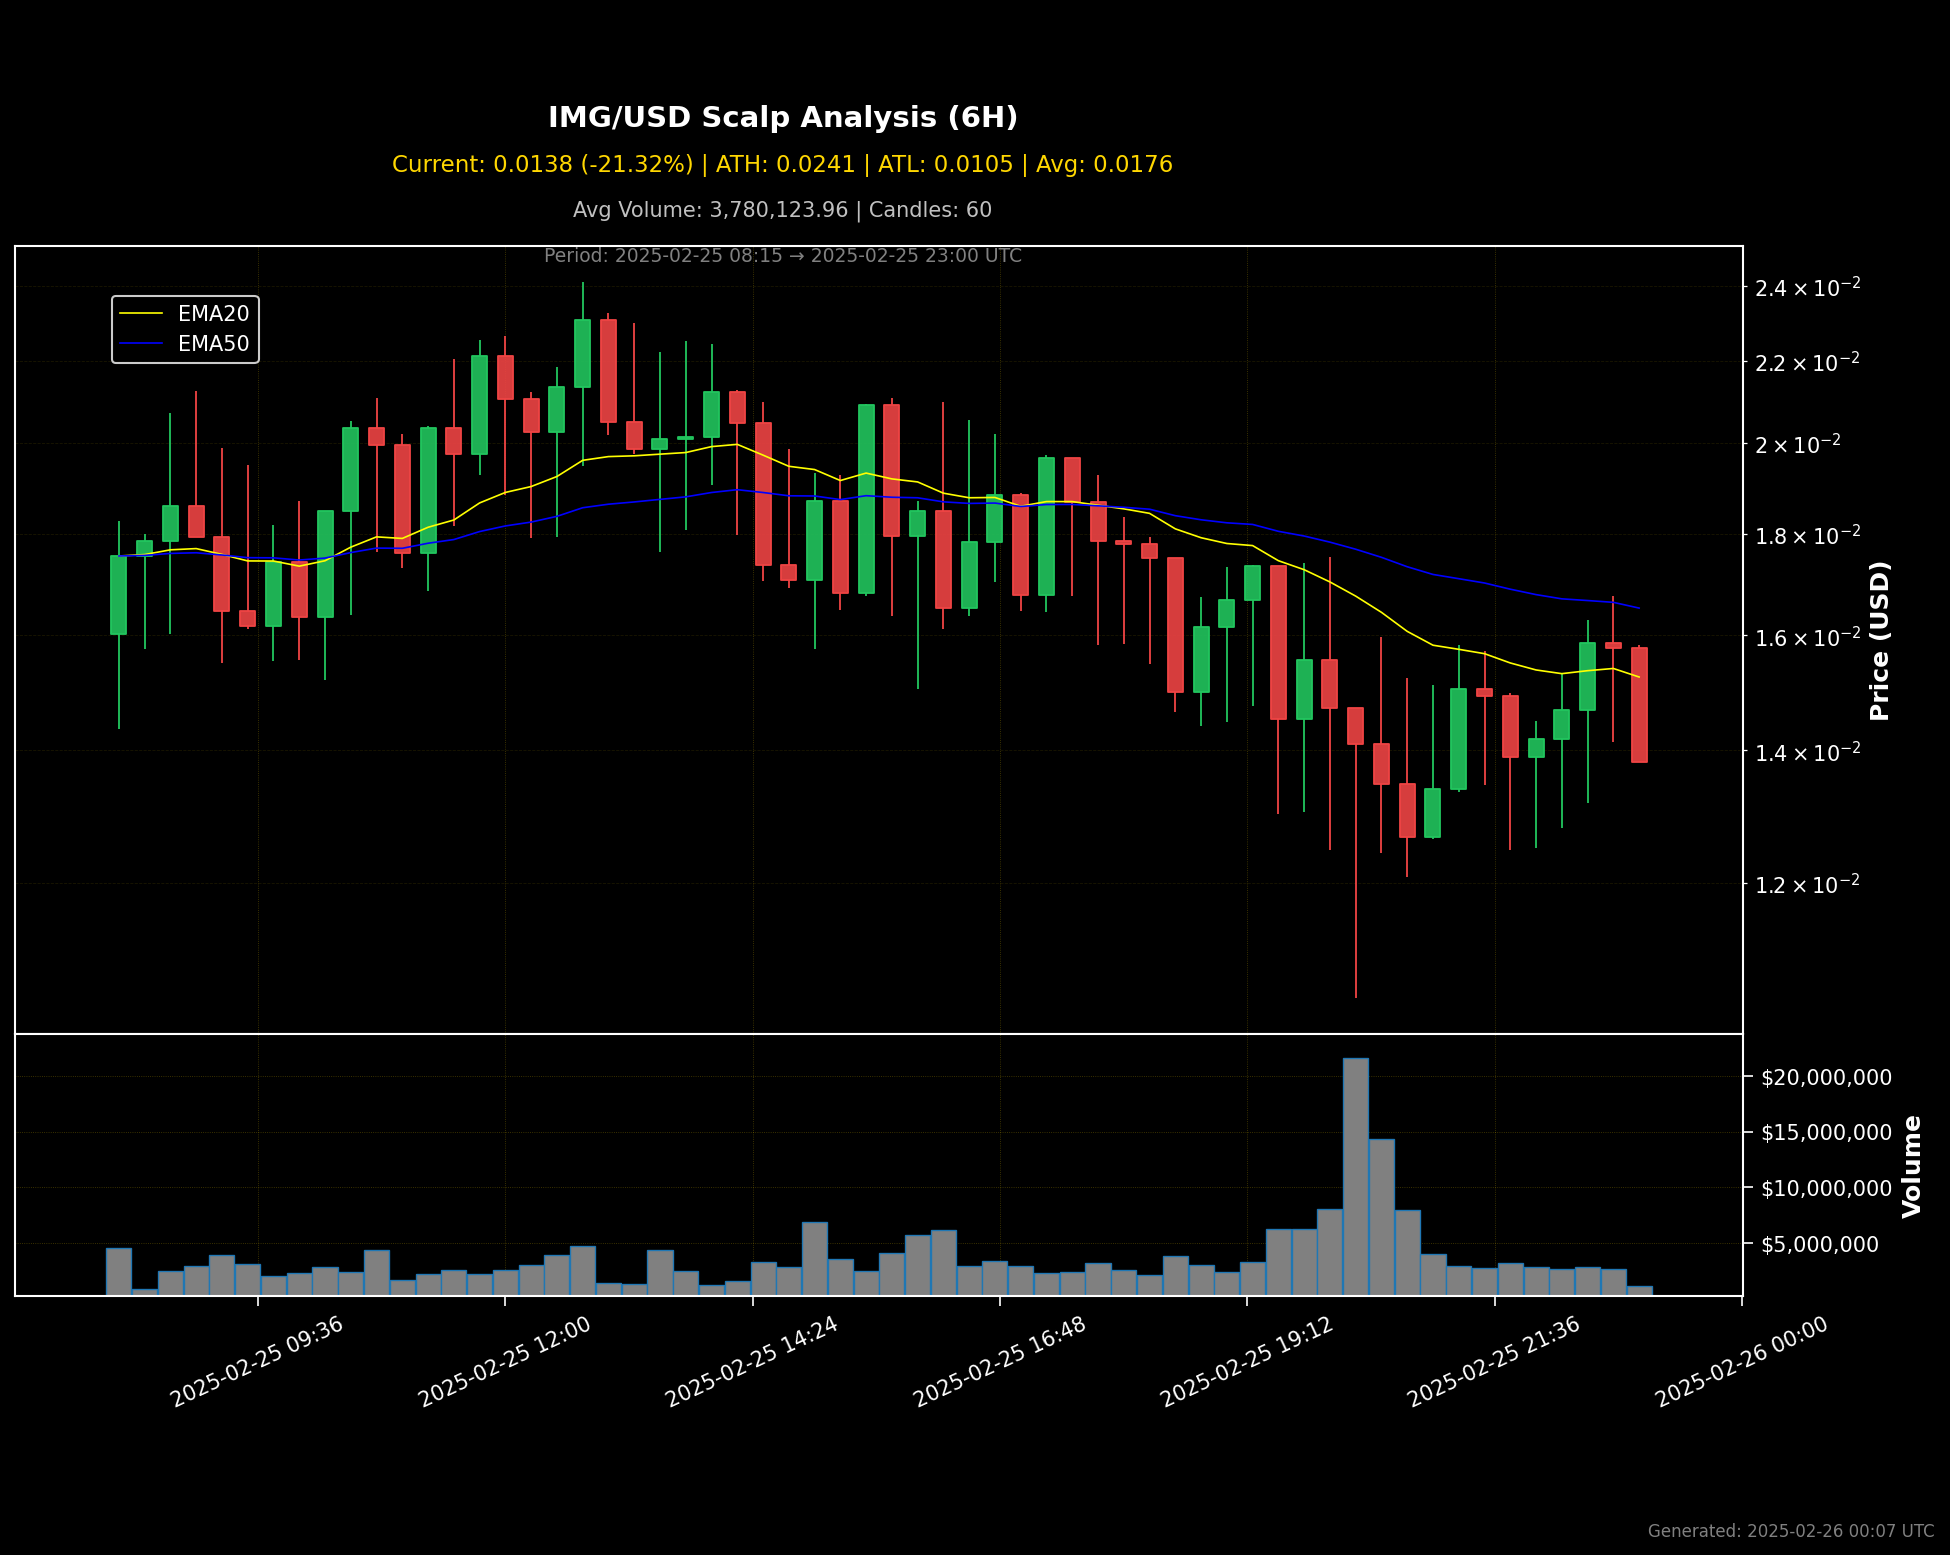 IMG/USD Scalp Analysis (6H)
Current: 0.0138 (-21.32%) | ATH: 0.0241 | ATL: 0.0105 | Avg: 0.0176
Avg Volume: 3,780,123.96 | Candles: 60
Period: 2025-02-25 08:15 → 2025-02-25 23:00 UTC
EMA20
EMA50
2.4 × 10⁻²
2.2 × 10⁻²
2 × 10⁻²
1.8 × 10⁻²
1.6 × 10⁻²
1.4 × 10⁻²
1.2 × 10⁻²
Price (USD)
$20,000,000
$15,000,000
$10,000,000
$5,000,000
Volume
2025-02-25 09:36
2025-02-25 12:00
2025-02-25 14:24
2025-02-25 16:48
2025-02-25 19:12
2025-02-25 21:36
2025-02-26 00:00
Generated: 2025-02-26 00:07 UTC